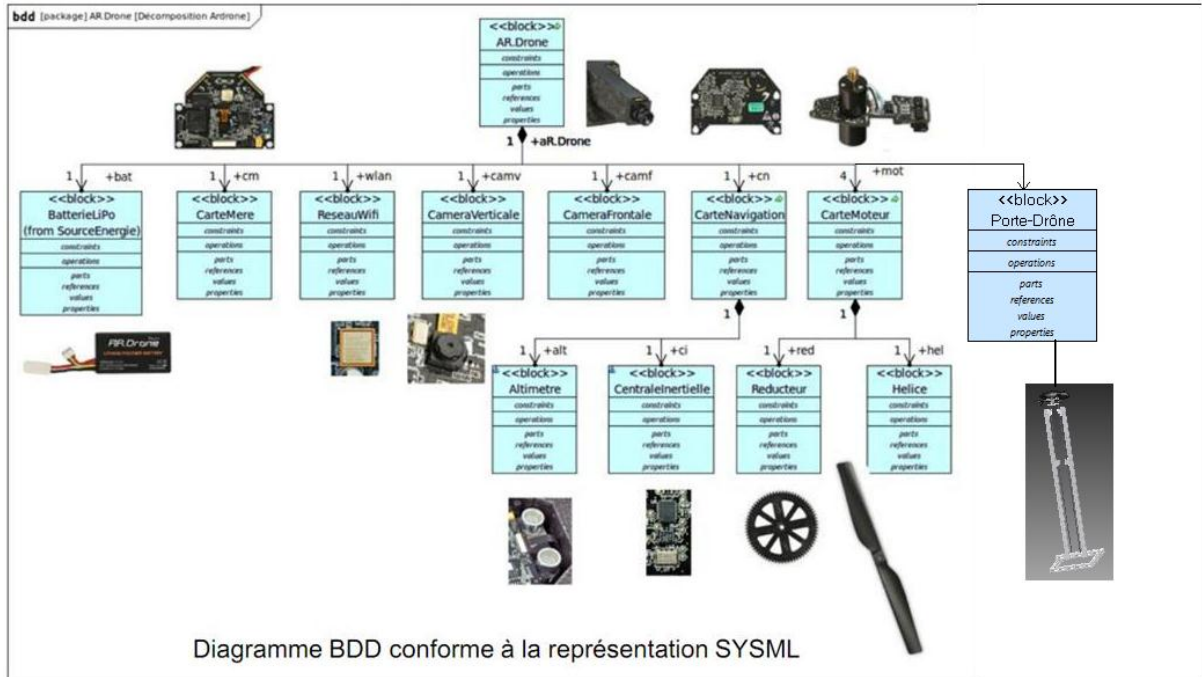 bdd [package] AR.Drone [Décomposition Ardrone]
<<block>>
AR.Drone
constraints
operations
parts
references
values
properties
1 +aR.Drone
1 +bat
1 +cm
1 +wlan
1 +camv
1 +camf
1 +cn
4 +mot
<<block>>
BatterieLiPo
(from SourceEnergie)
constraints
operations
parts
references
values
properties
<<block>>
CarteMere
constraints
operations
parts
references
values
properties
<<block>>
ReseauWifi
constraints
operations
parts
references
values
properties
<<block>>
CameraVerticale
constraints
operations
parts
references
values
properties
<<block>>
CameraFrontale
constraints
operations
parts
references
values
properties
<<block>>
CarteNavigation
constraints
operations
parts
references
values
properties
1
<<block>>
CarteMoteur
constraints
operations
parts
references
values
properties
1
<<block>>
Porte-Drône
constraints
operations
parts
references
values
properties
AR.Drone
LITHIUM POLYMER BATTERY
1 +alt
1 +ci
1 +red
1 +hel
<<block>>
Altimetre
constraints
operations
parts
references
values
properties
<<block>>
CentraleInertielle
constraints
operations
parts
references
values
properties
<<block>>
Reducteur
constraints
operations
parts
references
values
properties
<<block>>
Helice
constraints
operations
parts
references
values
properties
Diagramme BDD conforme à la représentation SYSML